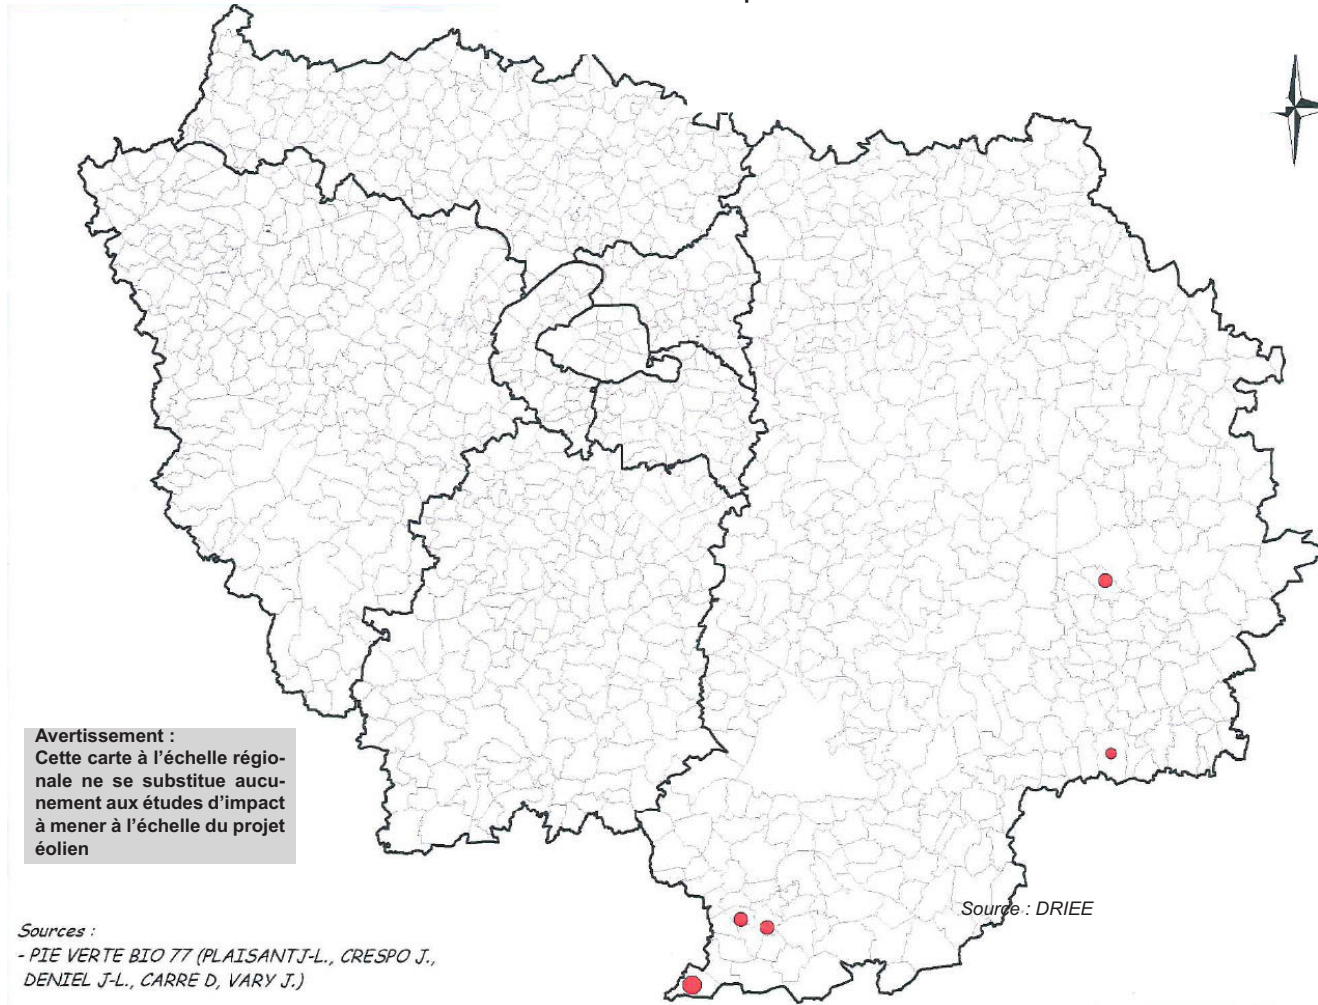 Avertissement :
Cette carte à l'échelle régio-
nale ne se substitue aucu-
nement aux études d'impact
à mener à l'échelle du projet
éolien
Source : DRIEE
Sources :
- PIE VERTE BIO 77 (PLAISANTJ-L., CRESPO J.,
DENIEL J-L., CARRE D, VARY J.)